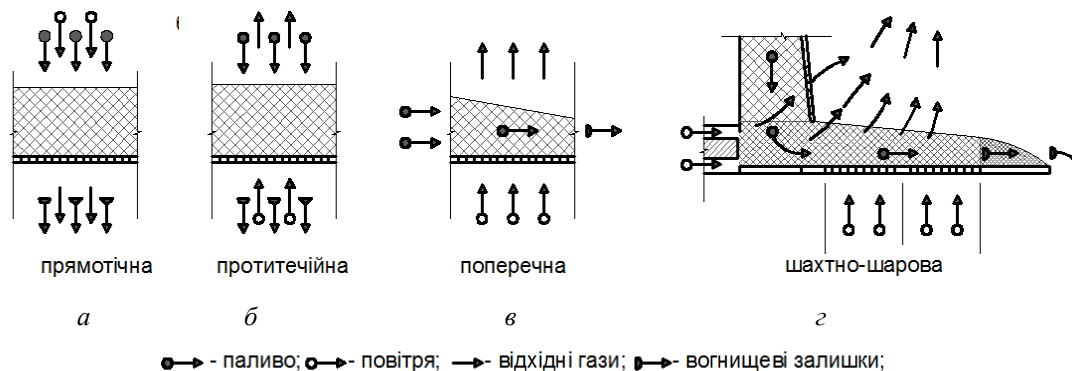 прямотічна протитечійна поперечна шахтно-шарова
а б в г
- паливо; - повітря; - відхідні гази; - вогнищеві залишки;